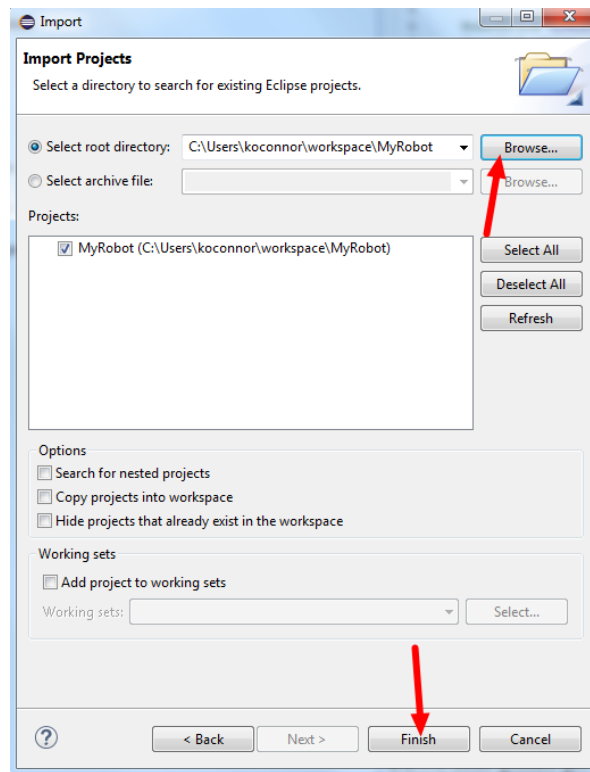 Import
Import Projects
Select a directory to search for existing Eclipse projects.
Select root directory: C:\Users\koconnor\workspace\MyRobot Browse...
Select archive file: Browse...
Projects:
MyRobot (C:\Users\koconnor\workspace\MyRobot)
Select All
Deselect All
Refresh
Options
Search for nested projects
Copy projects into workspace
Hide projects that already exist in the workspace
Working sets
Add project to working sets
Working sets: Select...
? < Back Next > Finish Cancel